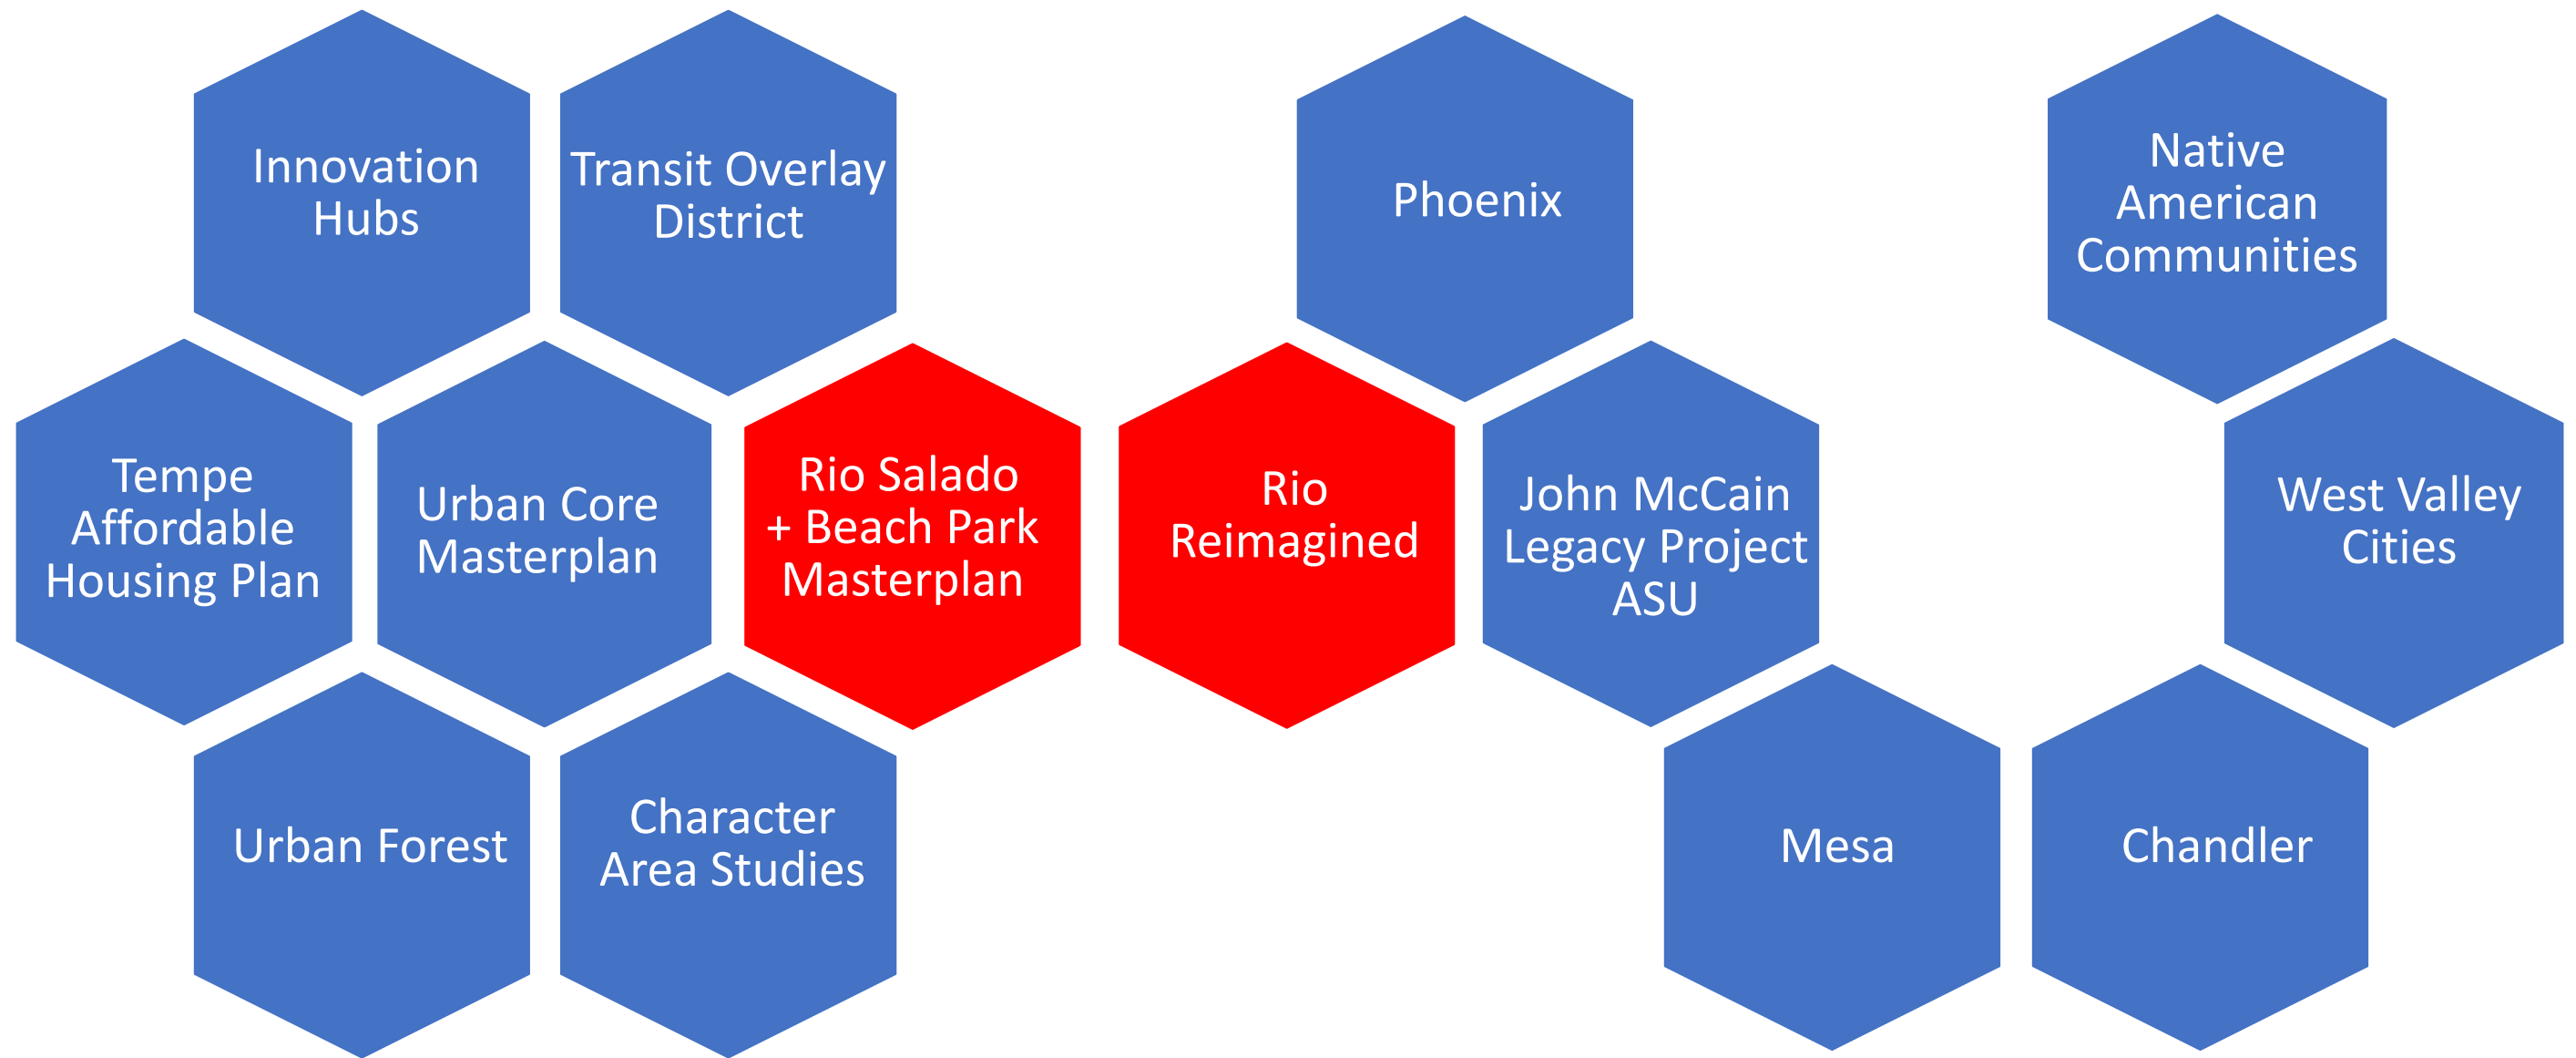 Innovation
Hubs
Transit Overlay
District
Phoenix
Native
American
Communities
Tempe
Affordable
Housing Plan
Urban Core
Masterplan
Rio Salado
+ Beach Park
Masterplan
Rio
Reimagined
John McCain
Legacy Project
ASU
West Valley
Cities
Urban Forest
Character
Area Studies
Mesa
Chandler